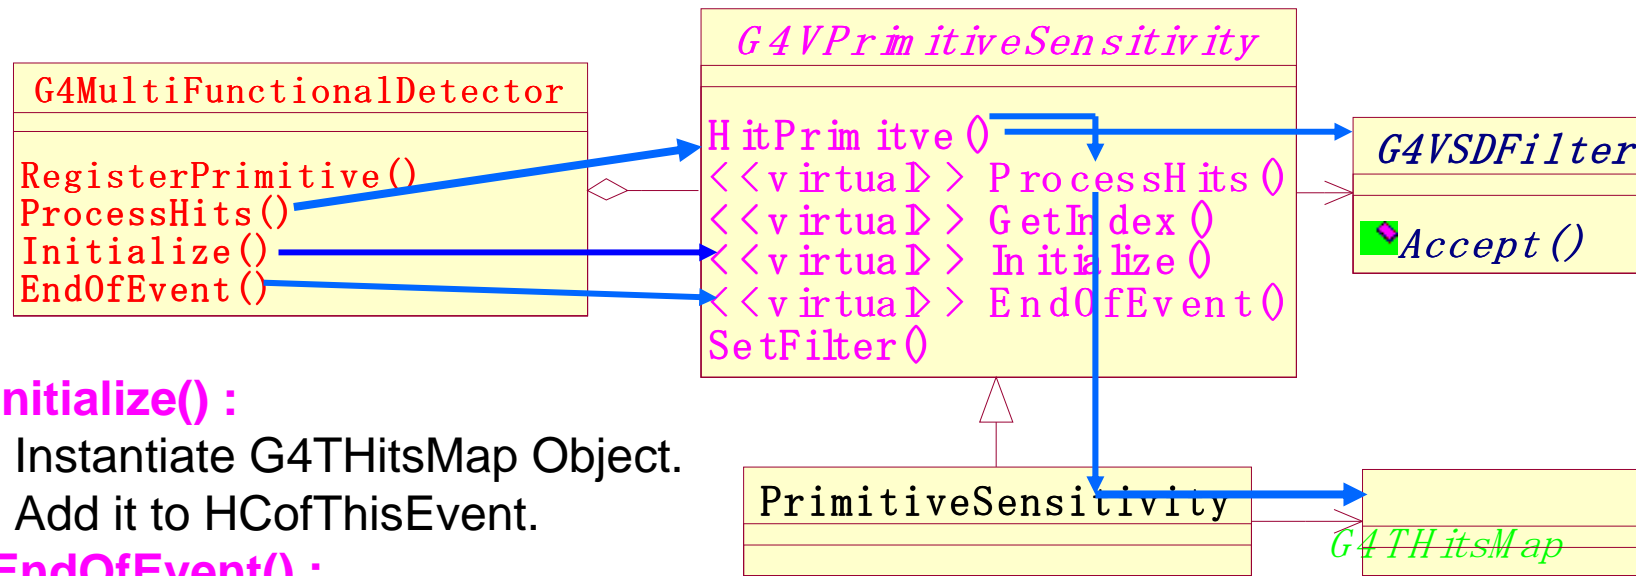 G4VPrimitiveSensitivity
G4MultiFunctionalDetector
RegisterPrimitive()
ProcessHits()
Initialize()
EndOfEvent()
HitPrimitve()
<<virtual>> ProcessHits()
<<virtual>> GetIndex()
<<virtual>> Initialize()
<<virtual>> EndOfEvent()
SetFilter()
G4VSDFilter
Accept()
nitialize() :
Instantiate G4THitsMap Object.
Add it to HCofThisEvent.
EndOfEvent() :
PrimitiveSensitivity
G4THitsMap